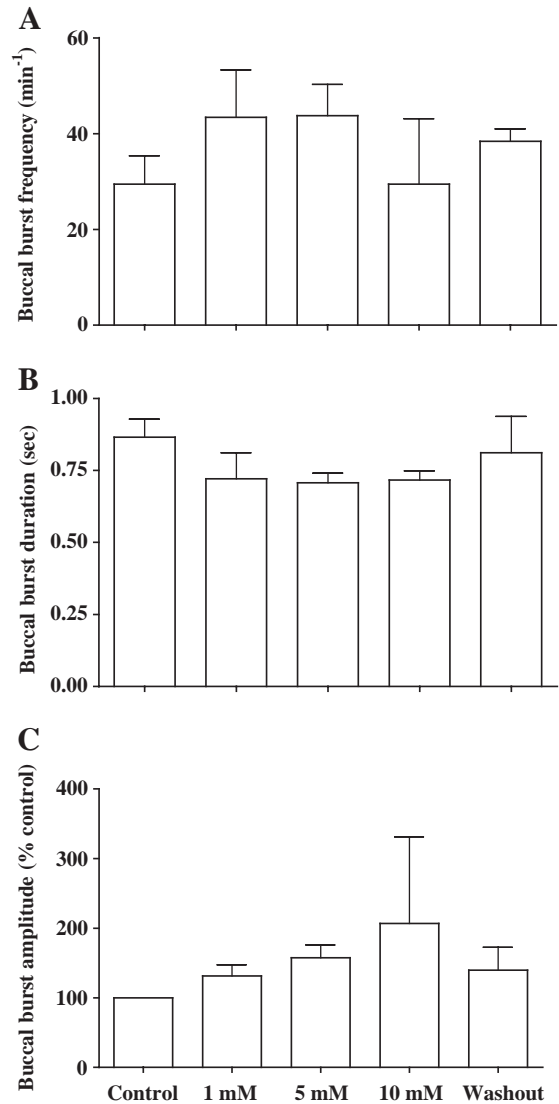 A
Buccal burst frequency (min-1)
60
40
20
0
B
Buccal burst duration (sec)
1.00
0.75
0.50
0.25
0.00
C
Buccal burst amplitude (% control)
400
300
200
100
0
Control 1 mM 5 mM 10 mM Washout